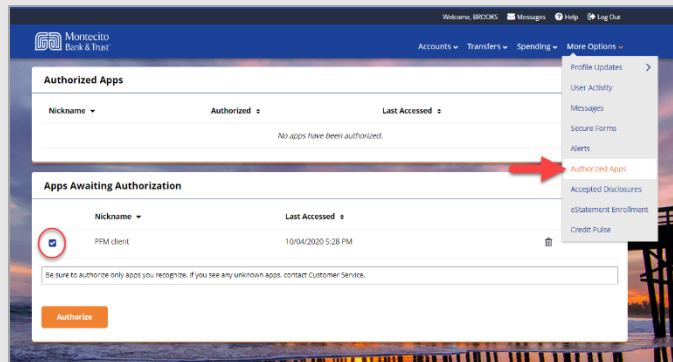 Welcome, BROOKS Messages Help Log Out
Montecito
Bank & Trust
Accounts Transfers Spending More Options
Profile Updates
User Activity
Messages
Secure Forms
Alerts
Authorized Apps
Accepted Disclosures
eStatement Enrollment
Credit Pulse
Authorized Apps
Nickname Authorized Last Accessed
No apps have been authorized.
Apps Awaiting Authorization
Nickname Last Accessed
PFM client 10/04/2020 5:28 PM
Be sure to authorize only apps you recognize. If you see any unknown apps, contact Customer Service.
Authorize